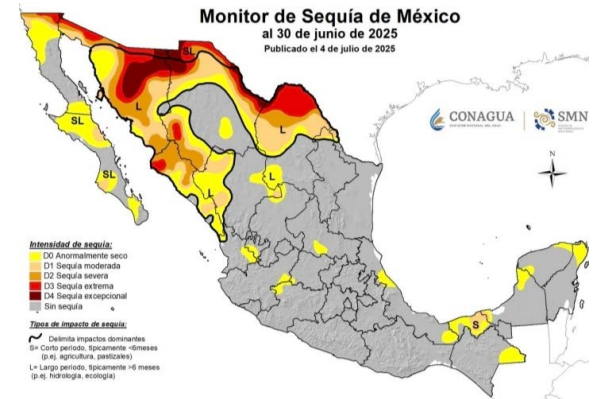 Monitor de Sequía de México
al 30 de junio de 2025
Publicado el 4 de julio de 2025
SL
L
CONAGUA
SMN
L
SL
N
SL
L
L
Intensidad de sequía:
D0 Anormalmente seco
D1 Sequía moderada
D2 Sequía severa
D3 Sequía extrema
D4 Sequía excepcional
Sin sequía
Tipos de impacto de sequía:
Delimita impactos dominantes
S= Corto período, típicamente <6meses
(p.ej. agricultura, pastizales)
L= Largo período, típicamente >6 meses
(p.ej. hidrología, ecología)
S